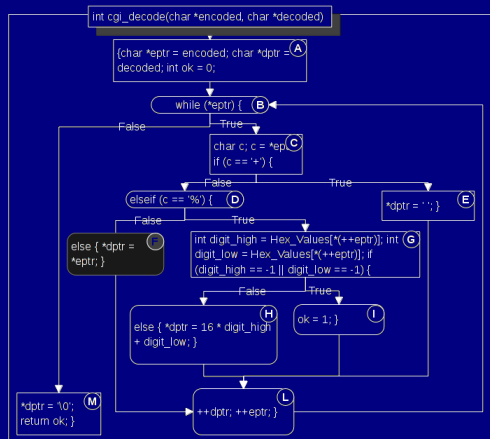 int cgi_decode(char *encoded, char *decoded)
A
{char *eptr = encoded; char *dptr =
decoded; int ok = 0;
while (*eptr) {
B
False
True
C
char c; c = *ep
if (c == '+') {
False
True
elseif (c == '%') {
D
*dptr = ' '; }
E
False
True
F
else { *dptr =
*eptr; }
int digit_high = Hex_Values[*(++eptr)]; int
G
digit_low = Hex_Values[*(++eptr)]; if
(digit_high == -1 || digit_low == -1) {
False
True
H
else { *dptr = 16 * digit_high
+ digit_low; }
I
ok = 1; }
M
*dptr = '\0';
return ok; }
L
++dptr; ++eptr; }